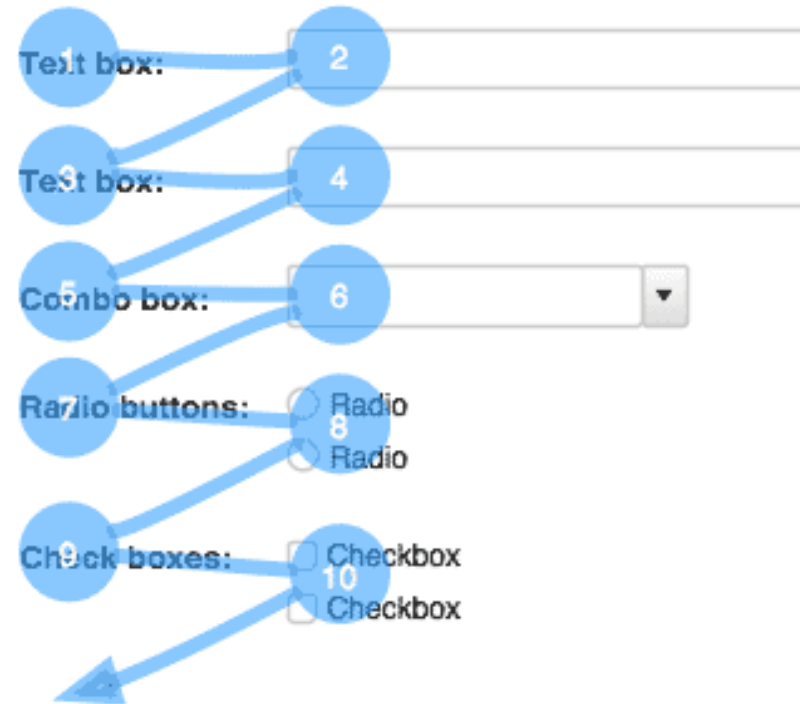 1 Text box: 2
3 Text box: 4
5 Combo box: 6
7 Radio buttons: 8 Radio
Radio
9 Check boxes: 10 Checkbox
Checkbox